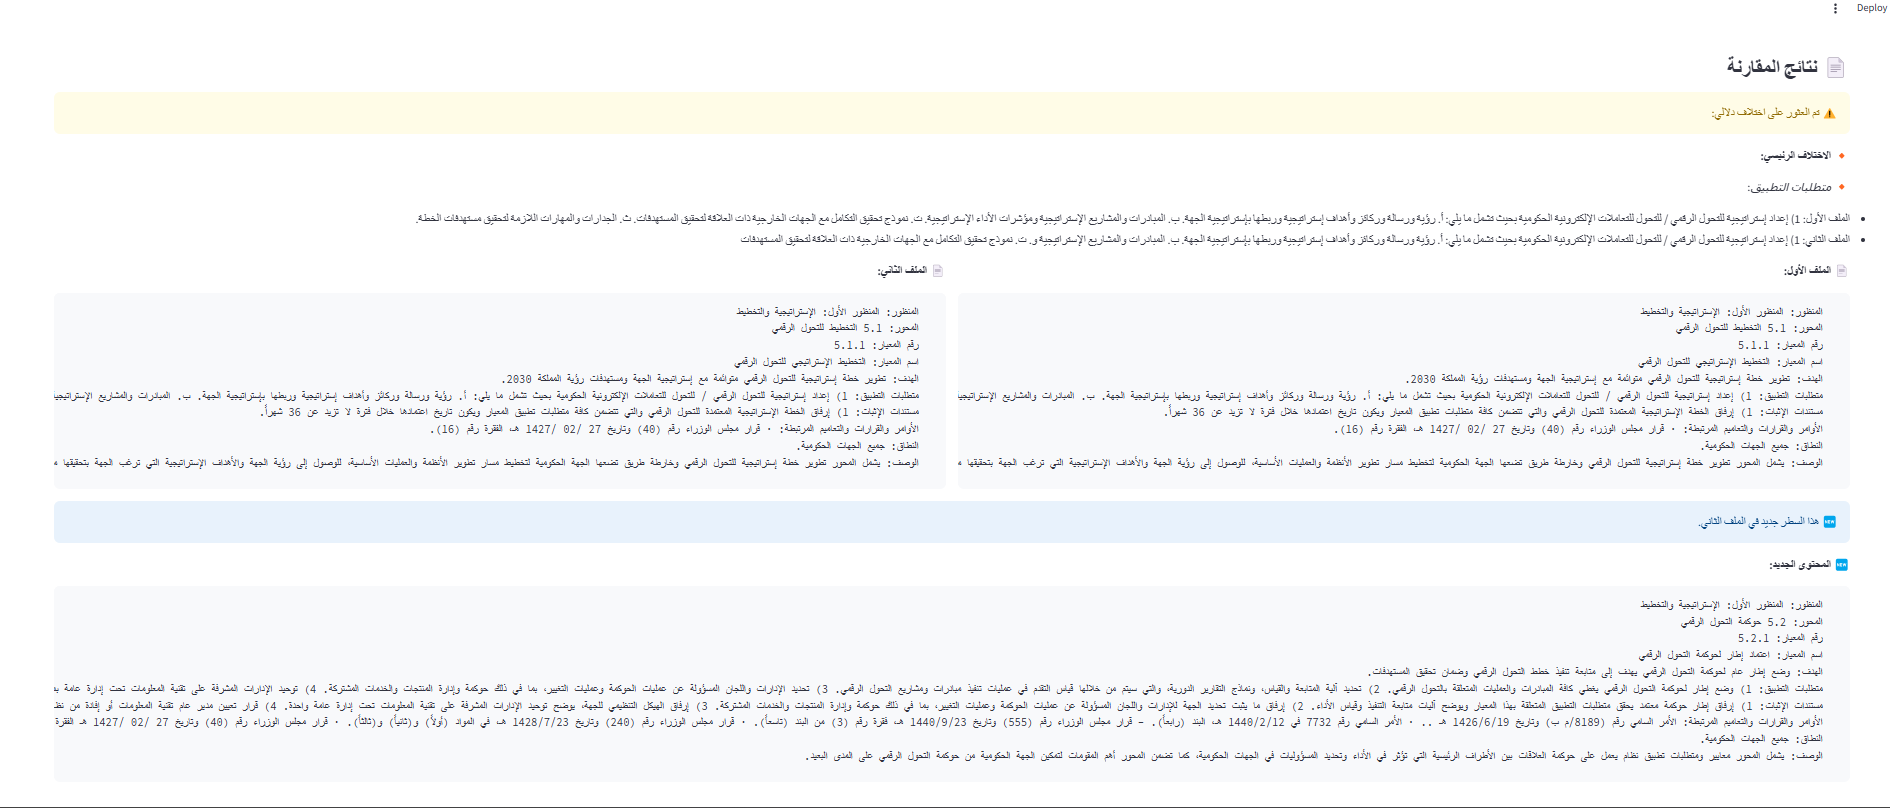 Deploy
نتائج المقارنة
تم العثور على اختلاف دلالي:
الاختلاف الرئيسي:
متطلبات التطبيق:
الملف الأول: 1) إعداد إستراتيجية للتحول الرقمي / للتحول للتعاملات الإلكترونية الحكومية بحيث تشمل ما يلي: أ. رؤية ورسالة وركائز وأهداف إستراتيجية وربطها بإستراتيجية الجهة. ب. المبادرات والمشاريع الإستراتيجية ومؤشرات الأداء الإستراتيجية. ت. نموذج تحقيق التكامل مع الجهات الخارجية ذات العلاقة لتحقيق المستهدفات. ث. الجدارات والمهارات اللازمة لتحقيق مستهدفات الخطة.
الملف الثاني: 1) إعداد إستراتيجية للتحول الرقمي / للتحول للتعاملات الإلكترونية الحكومية بحيث تشمل ما يلي: أ. رؤية ورسالة وركائز وأهداف إستراتيجية وربطها بإستراتيجية الجهة. ب. المبادرات والمشاريع الإستراتيجية و. ت. نموذج تحقيق التكامل مع الجهات الخارجية ذات العلاقة لتحقيق المستهدفات
الملف الأول:
المنظور: المنظور الأول: الإستراتيجية والتخطيط
المحور: 5.1 التخطيط للتحول الرقمي
رقم المعيار: 5.1.1
اسم المعيار: التخطيط الإستراتيجي للتحول الرقمي
الهدف: تطوير خطة إستراتيجية للتحول الرقمي متوائمة مع إستراتيجية الجهة ومستهدفات رؤية المملكة 2030.
متطلبات التطبيق: 1) إعداد إستراتيجية للتحول الرقمي / للتحول للتعاملات الإلكترونية الحكومية بحيث تشمل ما يلي: أ. رؤية ورسالة وركائز وأهداف إستراتيجية وربطها بإستراتيجية الجهة. ب. المبادرات والمشاريع الإستراتيجي
مستندات الإثبات: 1) إرفاق الخطة الإستراتيجية المعتمدة للتحول الرقمي والتي تتضمن كافة متطلبات تطبيق المعيار ويكون تاريخ اعتمادها خلال فترة لا تزيد عن 36 شهراً.
الأوامر والقرارات والتعاميم المرتبطة: · قرار مجلس الوزراء رقم (40) وتاريخ 27 /02 /1427 هـ، الفقرة رقم (16).
النطاق: جميع الجهات الحكومية.
الوصف: يشمل المحور تطوير خطة إستراتيجية للتحول الرقمي وخارطة طريق تضعها الجهة الحكومية لتخطيط مسار تطوير الأنظمة والعمليات الأساسية، للوصول إلى رؤية الجهة والأهداف الإستراتيجية التي ترغب الجهة بتحقيقها م
الملف الثاني:
المنظور: المنظور الأول: الإستراتيجية والتخطيط
المحور: 5.1 التخطيط للتحول الرقمي
رقم المعيار: 5.1.1
اسم المعيار: التخطيط الإستراتيجي للتحول الرقمي
الهدف: تطوير خطة إستراتيجية للتحول الرقمي متوائمة مع إستراتيجية الجهة ومستهدفات رؤية المملكة 2030.
متطلبات التطبيق: 1) إعداد إستراتيجية للتحول الرقمي / للتحول للتعاملات الإلكترونية الحكومية بحيث تشمل ما يلي: أ. رؤية ورسالة وركائز وأهداف إستراتيجية وربطها بإستراتيجية الجهة. ب. المبادرات والمشاريع الإستراتيجي
مستندات الإثبات: 1) إرفاق الخطة الإستراتيجية المعتمدة للتحول الرقمي والتي تتضمن كافة متطلبات تطبيق المعيار ويكون تاريخ اعتمادها خلال فترة لا تزيد عن 36 شهراً.
الأوامر والقرارات والتعاميم المرتبطة: · قرار مجلس الوزراء رقم (40) وتاريخ 27 /02 /1427 هـ، الفقرة رقم (16).
النطاق: جميع الجهات الحكومية.
الوصف: يشمل المحور تطوير خطة إستراتيجية للتحول الرقمي وخارطة طريق تضعها الجهة الحكومية لتخطيط مسار تطوير الأنظمة والعمليات الأساسية، للوصول إلى رؤية الجهة والأهداف الإستراتيجية التي ترغب الجهة بتحقيقها م
هذا السطر جديد في الملف الثاني.
المحتوى الجديد:
المنظور: المنظور الأول: الإستراتيجية والتخطيط
المحور: 5.2 حوكمة التحول الرقمي
رقم المعيار: 5.2.1
اسم المعيار: اعتماد إطار لحوكمة التحول الرقمي
الهدف: وضع إطار عام لحوكمة التحول الرقمي يهدف إلى متابعة تنفيذ خطط التحول الرقمي وضمان تحقيق المستهدفات.
متطلبات التطبيق: 1) وضع إطار لحوكمة التحول الرقمي يغطي كافة المبادرات والعمليات المتعلقة بالتحول الرقمي. 2) تحديد آلية المتابعة والقياس، ونماذج التقارير الدورية، والتي سيتم من خلالها قياس التقدم في عمليات تنفيذ مبادرات ومشاريع التحول الرقمي. 3) تحديد الإدارات واللجان المسؤولة عن عمليات الحوكمة وعمليات التغيير، بما في ذلك حوكمة وإدارة المنتجات والخدمات المشتركة. 4) توحيد الإدارات المشرفة على تقنية المعلومات تحت إدارة عامة
مستندات الإثبات: 1) إرفاق إطار حوكمة معتمد يحقق متطلبات التطبيق المتعلقة بهذا المعيار ويوضح آليات متابعة التنفيذ وقياس الأداء. 2) إرفاق ما يثبت تحديد الجهة للإدارات واللجان المسؤولة عن عمليات الحوكمة وعمليات التغيير، بما في ذلك حوكمة وإدارة المنتجات والخدمات المشتركة. 3) إرفاق الهيكل التنظيمي للجهة، يوضح توحيد الإدارات المشرفة على تقنية المعلومات تحت إدارة عامة واحدة. 4) قرار تعيين مدير عام تقنية المعلومات أو إفادة من
الأوامر والقرارات والتعاميم المرتبطة: الأمر السامي رقم (8189/م ب) وتاريخ 1426/6/19 هـ .. · الأمر السامي رقم 7732 في 1440/2/12 هـ، البند (رابعاً). - قرار مجلس الوزراء رقم (555) وتاريخ 1440/9/23 هـ، فقرة رقم (3) من البند (تاسعاً). · قرار مجلس الوزراء رقم (240) وتاريخ 1428/7/23 هـ، في المواد (أولاً) و(ثانياً) و(ثالثاً). · قرار مجلس الوزراء رقم (40) وتاريخ 27 /02 /1427 هـ الفقرة
النطاق: جميع الجهات الحكومية.
الوصف: يشمل المحور معايير ومتطلبات تطبيق نظام يعمل على حوكمة العلاقات بين الأطراف الرئيسية التي تؤثر في الأداء وتحديد المسؤوليات في الجهات الحكومية، كما تضمن المحور أهم المقومات لتمكين الجهة الحكومية من حوكمة التحول الرقمي على المدى البعيد.